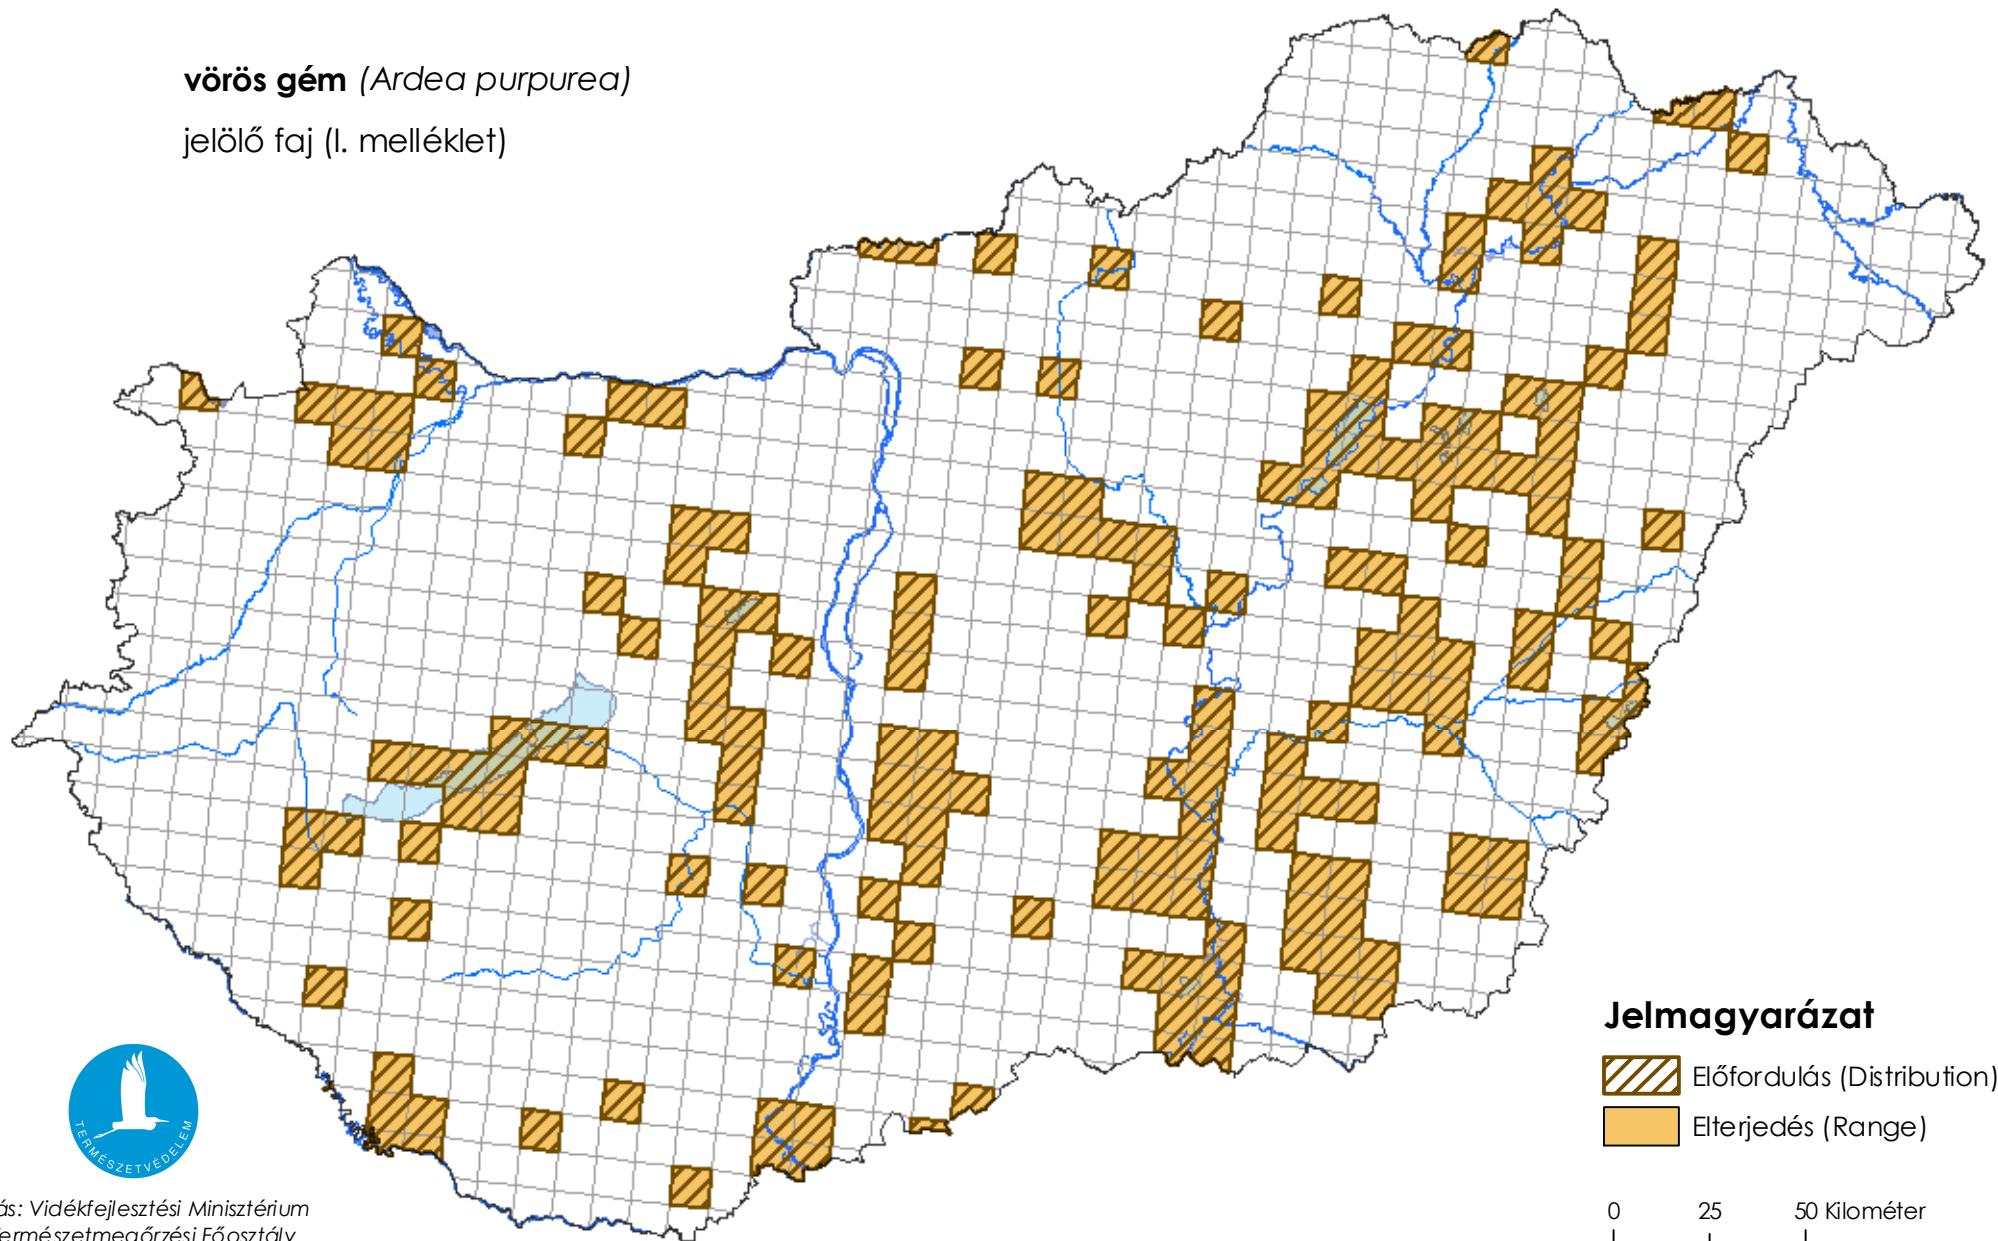 vörös gém (Ardea purpurea)
jelölő faj (I. melléklet)
Jelmagyarázat
Előfordulás (Distribution)
Elterjedés (Range)
0 25 50 Kilométer
TERMÉSZETVÉDELEM
Vidékfejlesztési Minisztérium
Természetmegőrzési Főosztály